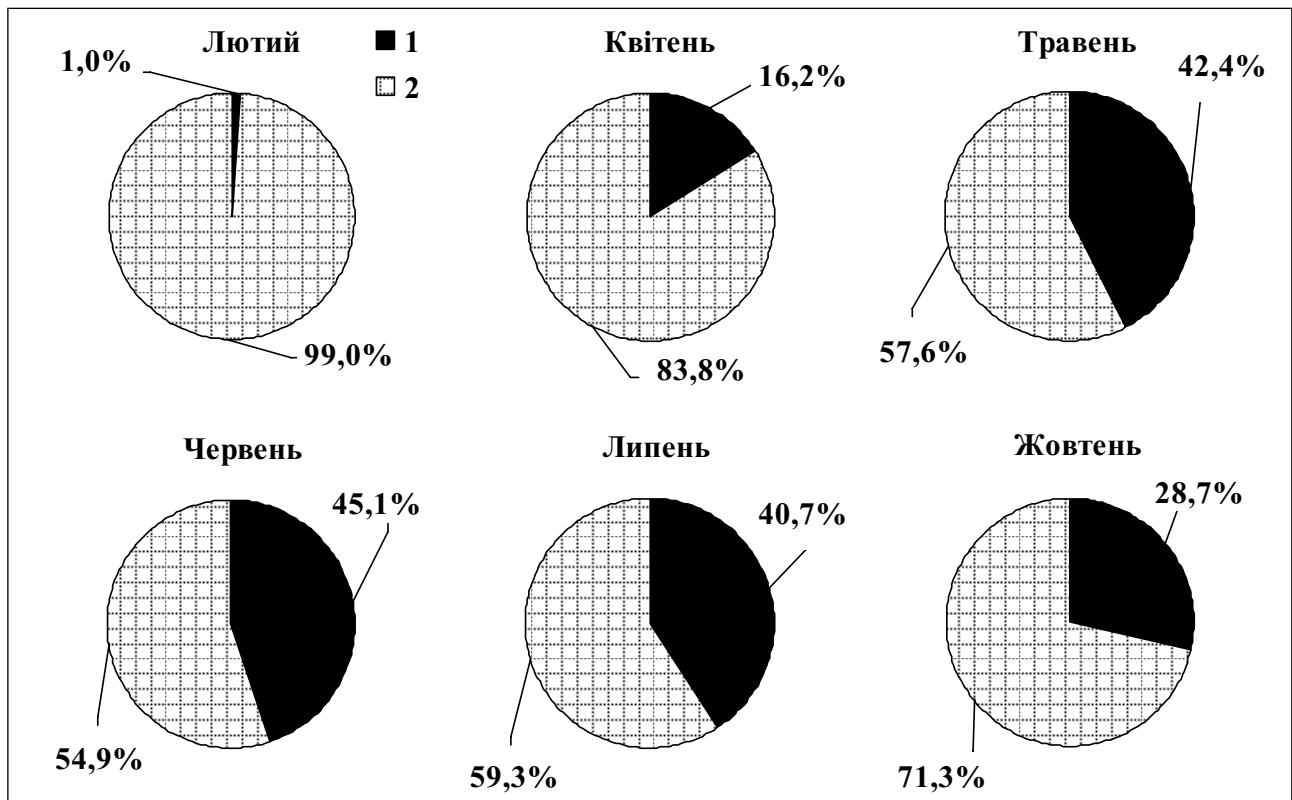 Лютий
1
2
1,0%
99,0%
Квітень
16,2%
83,8%
Травень
42,4%
57,6%
Червень
45,1%
54,9%
Липень
40,7%
59,3%
Жовтень
28,7%
71,3%